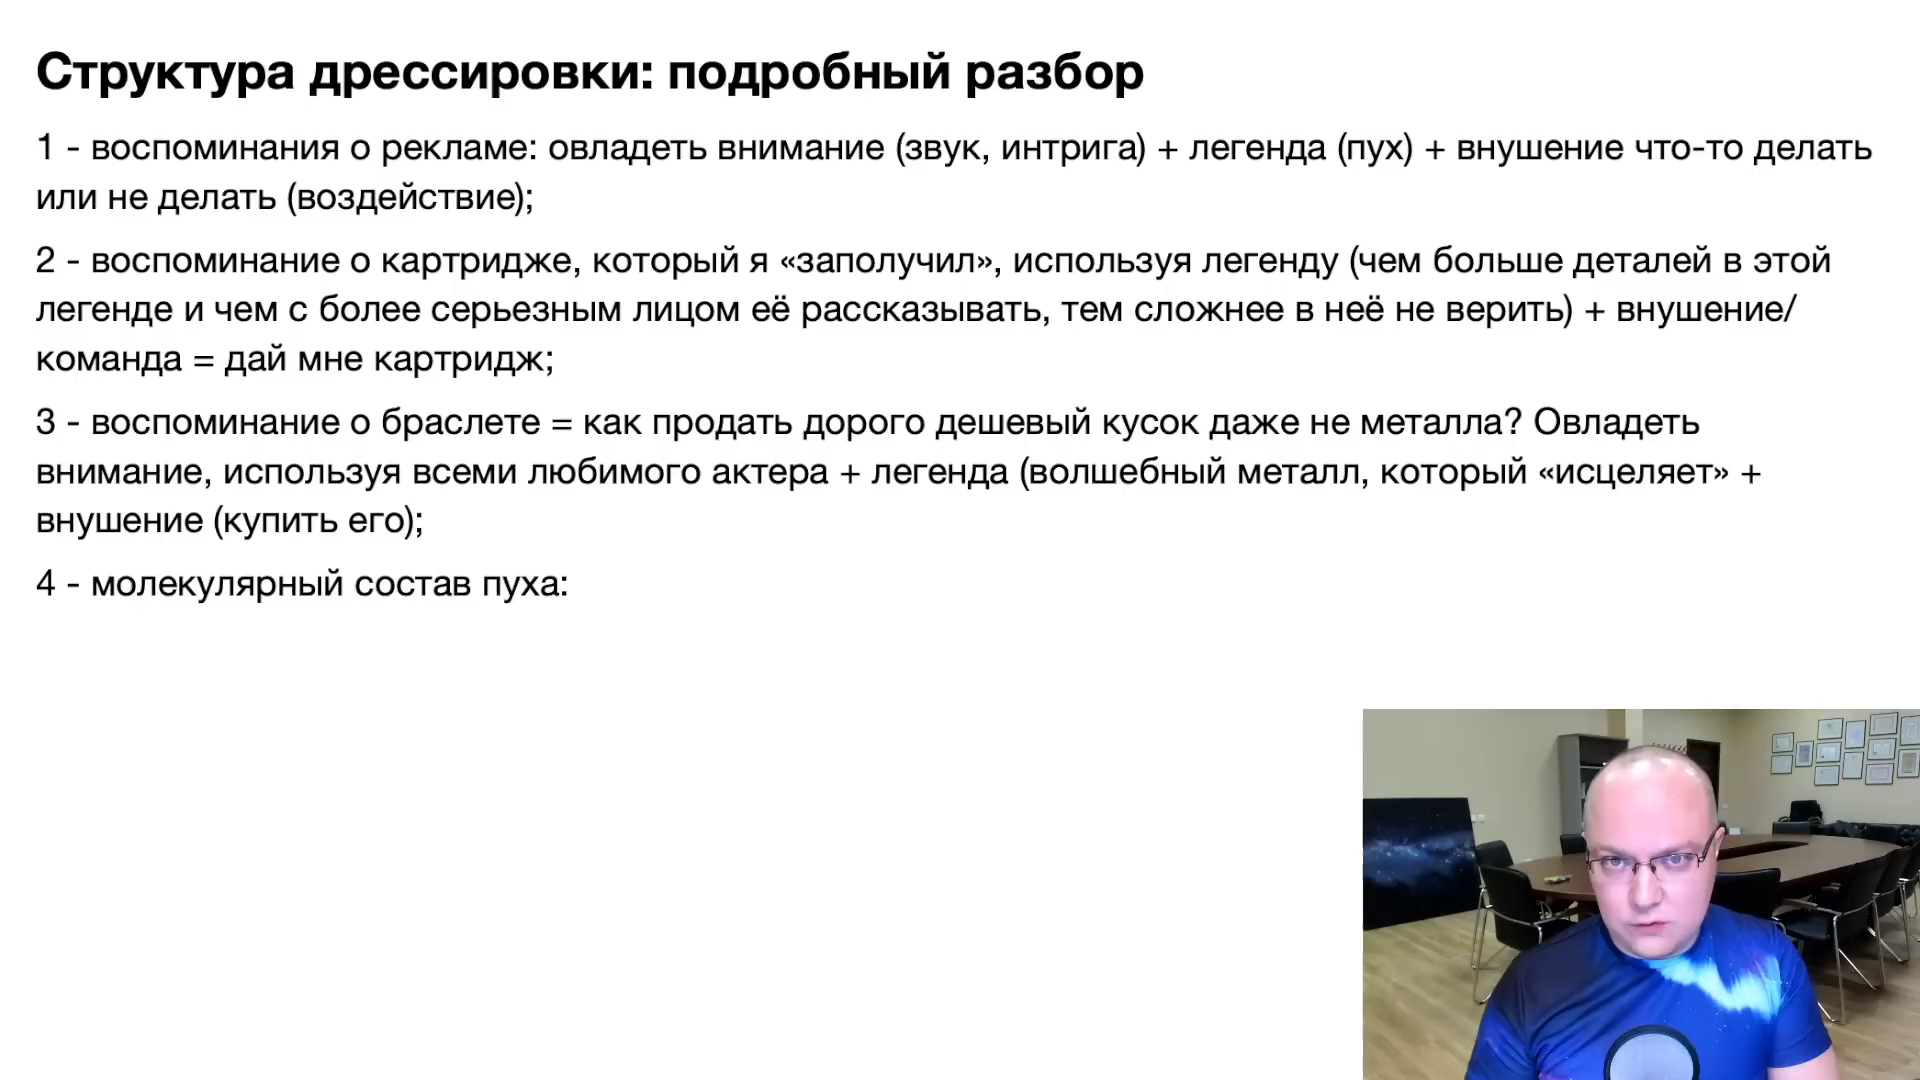 Структура дрессировки: подробный разбор
1 - воспоминания о рекламе: овладеть внимание (звук, интрига) + легенда (пух) + внушение что-то делать
или не делать (воздействие);
2 - воспоминание о картридже, который я «заполучил», используя легенду (чем больше деталей в этой
легенде и чем с более серьезным лицом её рассказывать, тем сложнее в неё не верить) + внушение/
команда = дай мне картридж;
3 - воспоминание о браслете = как продать дорого дешевый кусок даже не металла? Овладеть
внимание, используя всеми любимого актера + легенда (волшебный металл, который «исцеляет» +
внушение (купить его);
4 - молекулярный состав пуха: